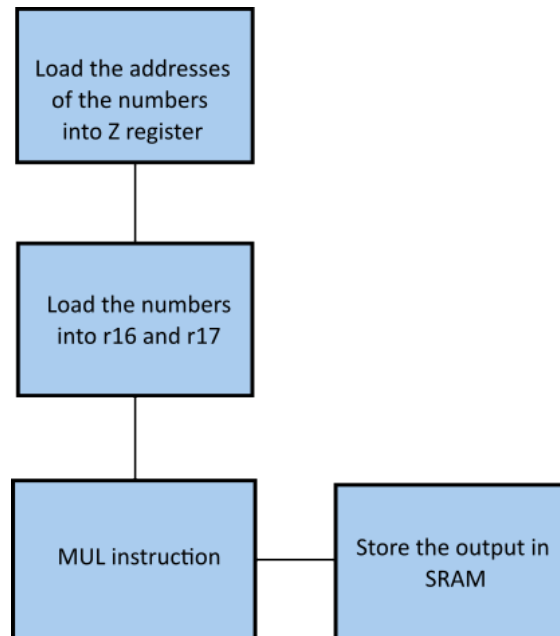 Load the addresses
of the numbers
into Z register
Load the numbers
into r16 and r17
MUL instruction
Store the output in
SRAM